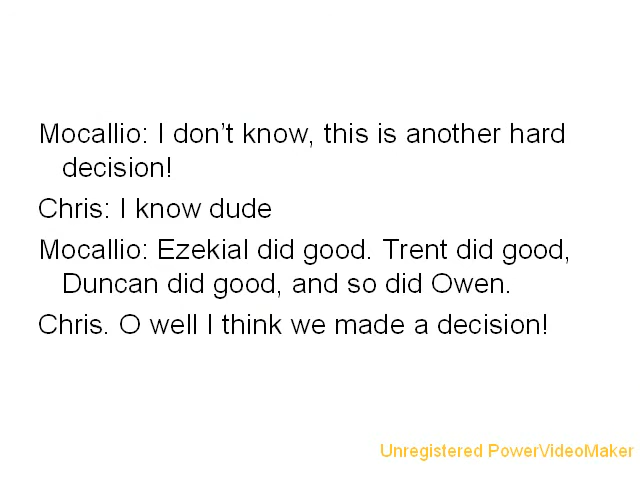 Mocallio: I don’t know, this is another hard
decision!
Chris: I know dude
Mocallio: Ezekial did good. Trent did good,
Duncan did good, and so did Owen.
Chris. O well I think we made a decision!
Unregistered PowerVideoMaker